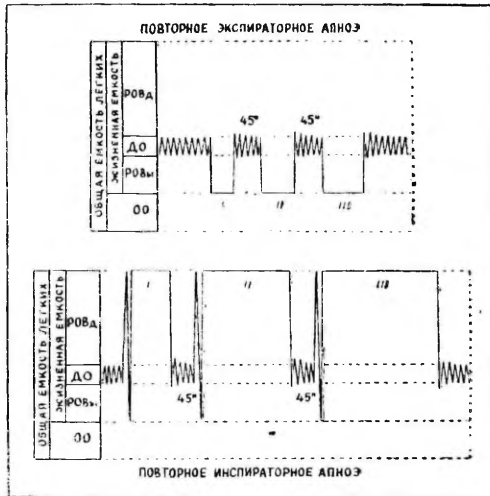 ПОВТОРНОЕ ЭКСПИРАТОРНОЕ АПНОЭ
ОБЩАЯ ЕМКОСТЬ ЛЕГКИХ
ЖИЗНЕННАЯ ЕМКОСТЬ
РОВд
ДО
РОВы
ОО
45"
45"
I
II
III
ОБЩАЯ ЕМКОСТЬ ЛЕГКИХ
ЖИЗНЕННАЯ ЕМКОСТЬ
РОВд
ДО
РОВы
ОО
I
II
III
45"
45"
ПОВТОРНОЕ ИНСПИРАТОРНОЕ АПНОЭ